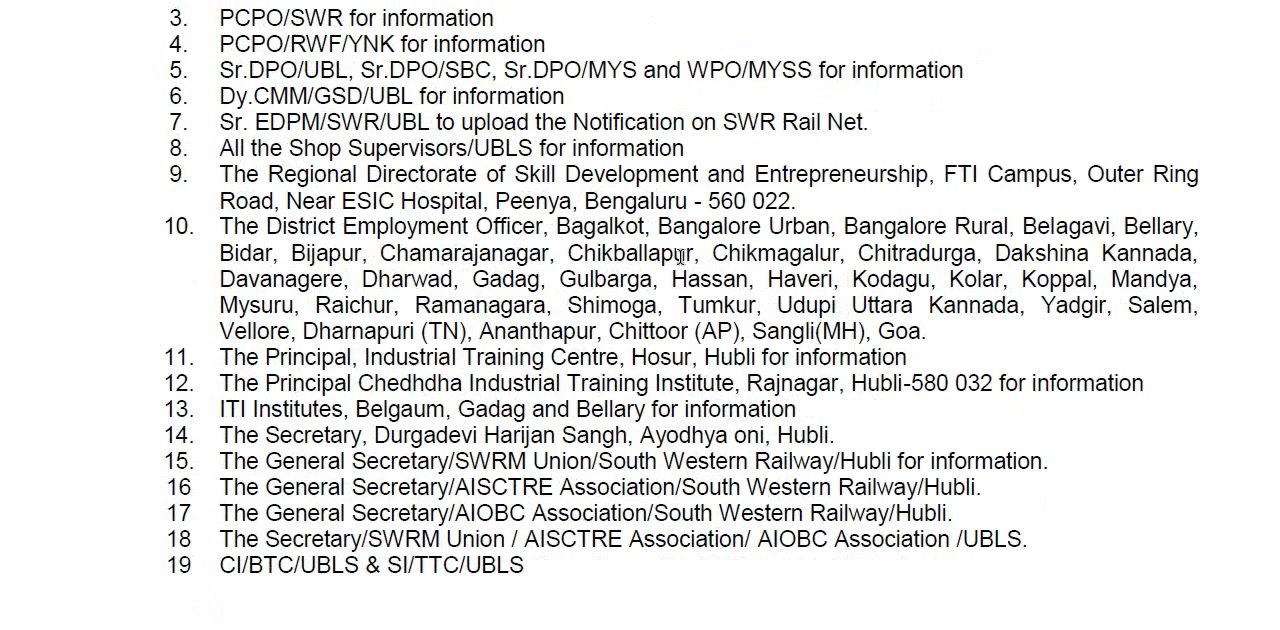 3. PCPO/SWR for information
4. PCPO/RWF/YNK for information
5. Sr.DPO/UBL, Sr.DPO/SBC, Sr.DPO/MYS and WPO/MYSS for information
6. Dy.CMM/GSD/UBL for information
7. Sr. EDPM/SWR/UBL to upload the Notification on SWR Rail Net.
8. All the Shop Supervisors/UBLS for information
9. The Regional Directorate of Skill Development and Entrepreneurship, FTI Campus, Outer Ring
Road, Near ESIC Hospital, Peenya, Bengaluru - 560 022.
10. The District Employment Officer, Bagalkot, Bangalore Urban, Bangalore Rural, Belagavi, Bellary,
Bidar, Bijapur, Chamarajanagar, Chikballapur, Chikmagalur, Chitradurga, Dakshina Kannada,
Davanagere, Dharwad, Gadag, Gulbarga, Hassan, Haveri, Kodagu, Kolar, Koppal, Mandya,
Mysuru, Raichur, Ramanagara, Shimoga, Tumkur, Udupi Uttara Kannada, Yadgir, Salem,
Vellore, Dharnapuri (TN), Ananthapur, Chittoor (AP), Sangli(MH), Goa.
11. The Principal, Industrial Training Centre, Hosur, Hubli for information
12. The Principal Chedhdha Industrial Training Institute, Rajnagar, Hubli-580 032 for information
13. ITI Institutes, Belgaum, Gadag and Bellary for information
14. The Secretary, Durgadevi Harijan Sangh, Ayodhya oni, Hubli.
15. The General Secretary/SWRM Union/South Western Railway/Hubli for information.
16 The General Secretary/AISCTRE Association/South Western Railway/Hubli.
17 The General Secretary/AIOBC Association/South Western Railway/Hubli.
18 The Secretary/SWRM Union / AISCTRE Association/ AIOBC Association /UBLS.
19 CI/BTC/UBLS & SI/TTC/UBLS